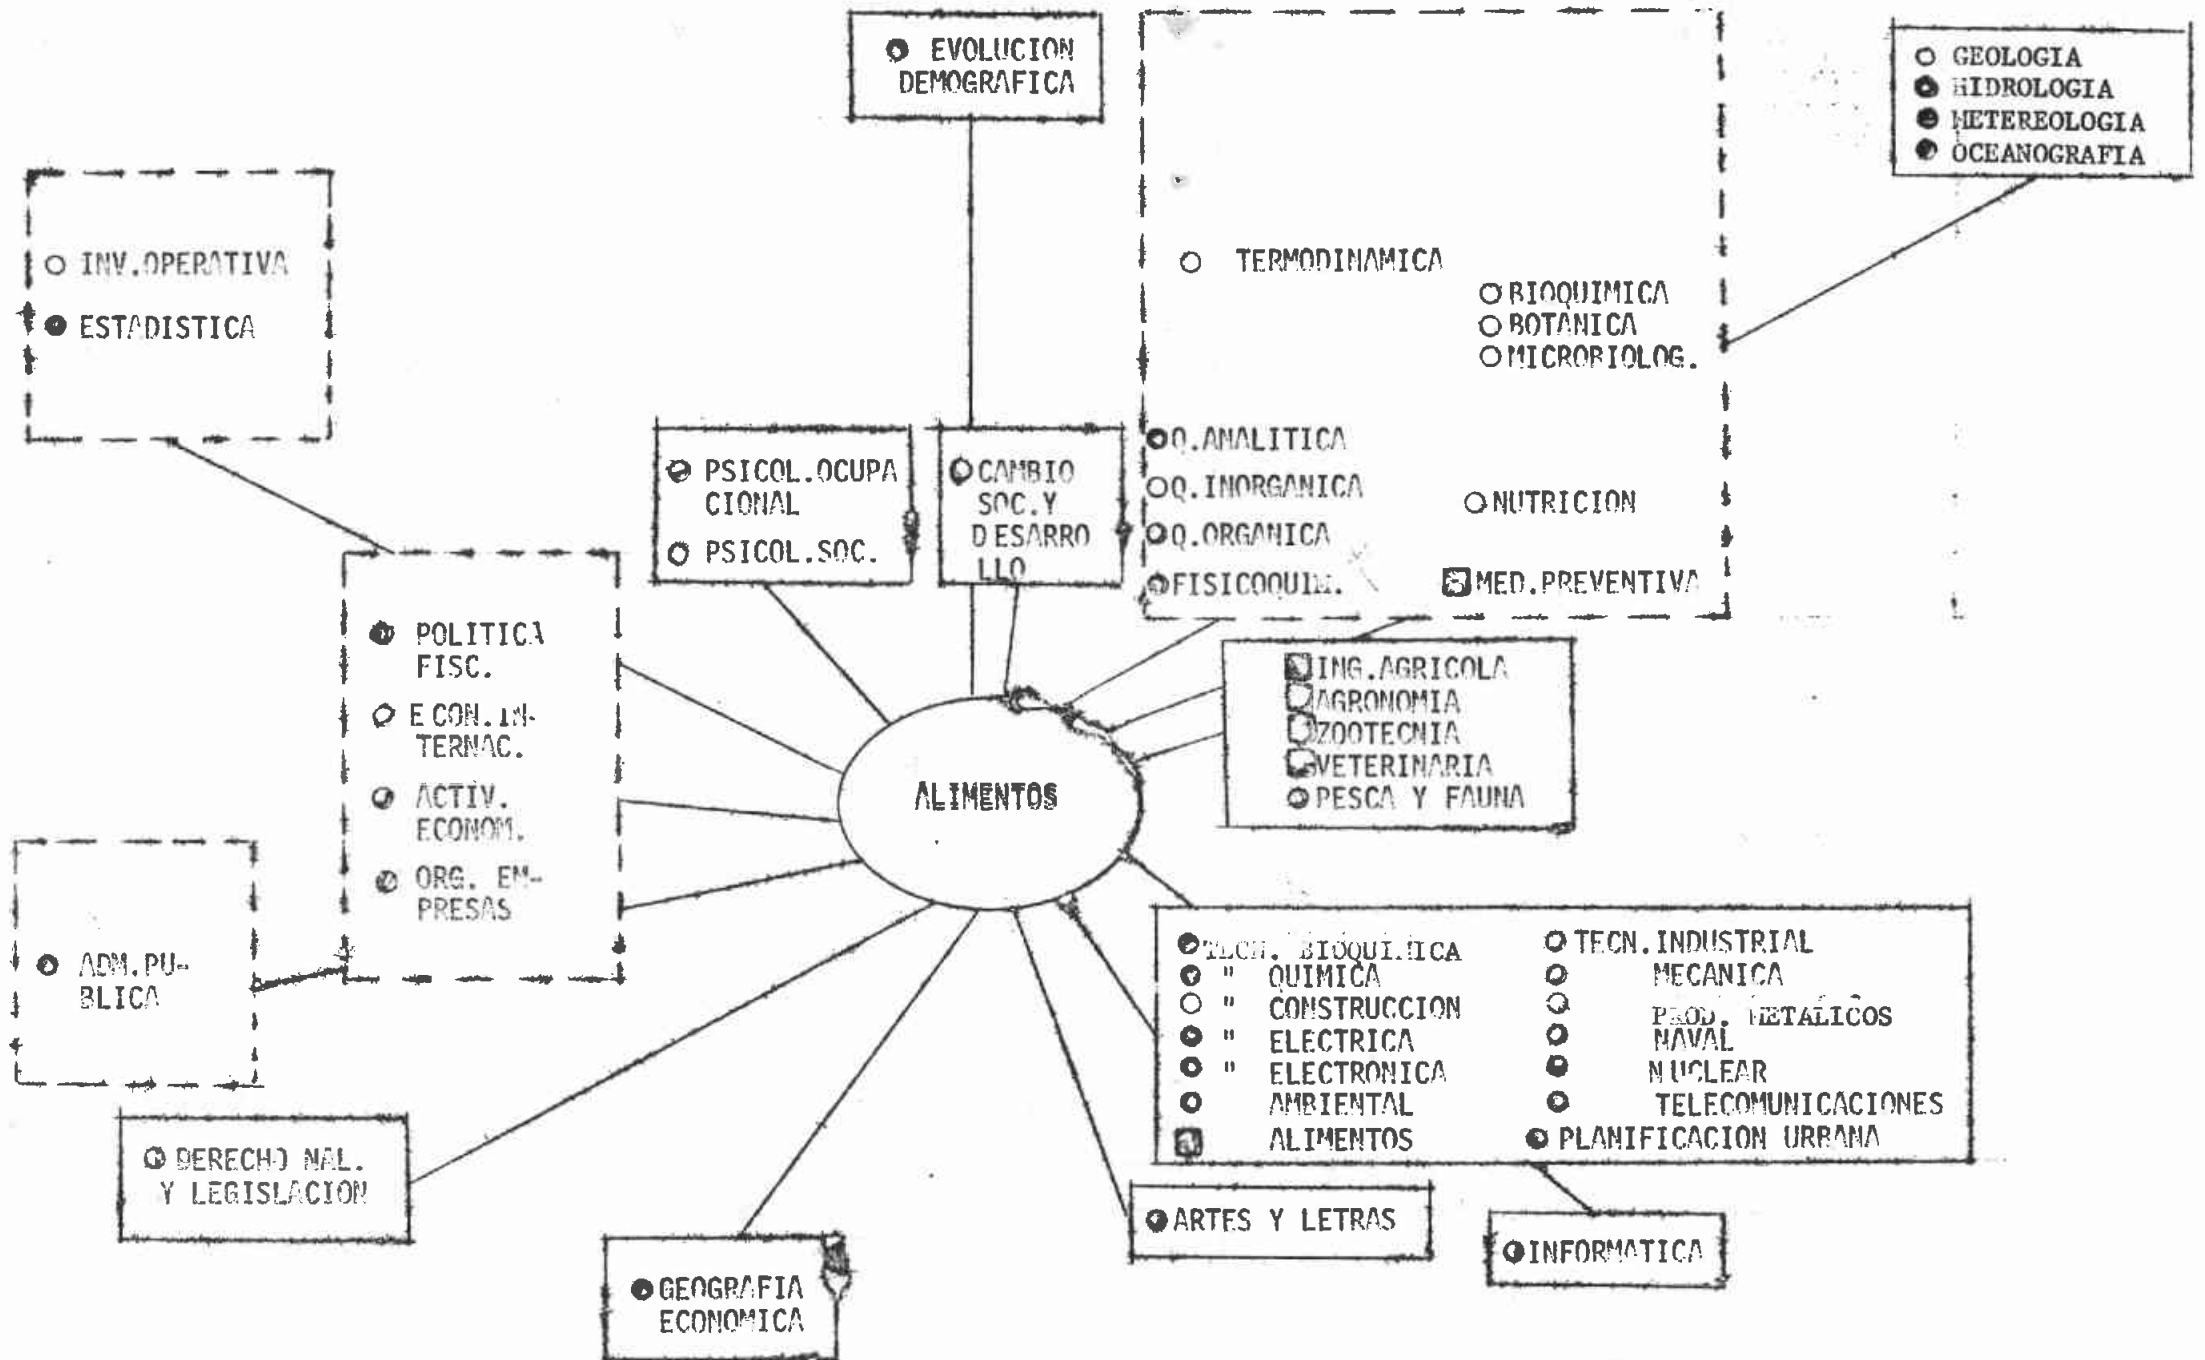 EVOLUCION
DEMOGRAFICA
GEOLOGIA
HIDROLOGIA
METEREOLOGIA
OCEANOGRAFIA
INV.OPERATIVA
ESTADISTICA
TERMODINAMICA
BIOQUIMICA
BOTANICA
MICROBIOLOG.
Q.ANALITICA
Q.INORGANICA
Q.ORGANICA
FISICOQUIM.
NUTRICION
MED.PREVENTIVA
PSICOL.OCUPA
CIONAL
PSICOL.SOC.
CAMBIO
SOC.Y
DESARRO
LLO
POLITICA
FISC.
ECON.IN-
TERNAC.
ACTIV.
ECONOM.
ORG. EM-
PRESAS
ING.AGRICOLA
AGRONOMIA
ZOOTECNIA
VETERINARIA
PESCA Y FAUNA
ALIMENTOS
ADM.PU-
BLICA
TECN. BIOQUIMICA
" QUIMICA
" CONSTRUCCION
" ELECTRICA
" ELECTRONICA
AMBIENTAL
ALIMENTOS
TECN.INDUSTRIAL
MECANICA
PROD. METALICOS
NAVAL
NUCLEAR
TELECOMUNICACIONES
PLANIFICACION URBANA
DERECHO NAL.
Y LEGISLACION
ARTES Y LETRAS
INFORMATICA
GEOGRAFIA
ECONOMICA